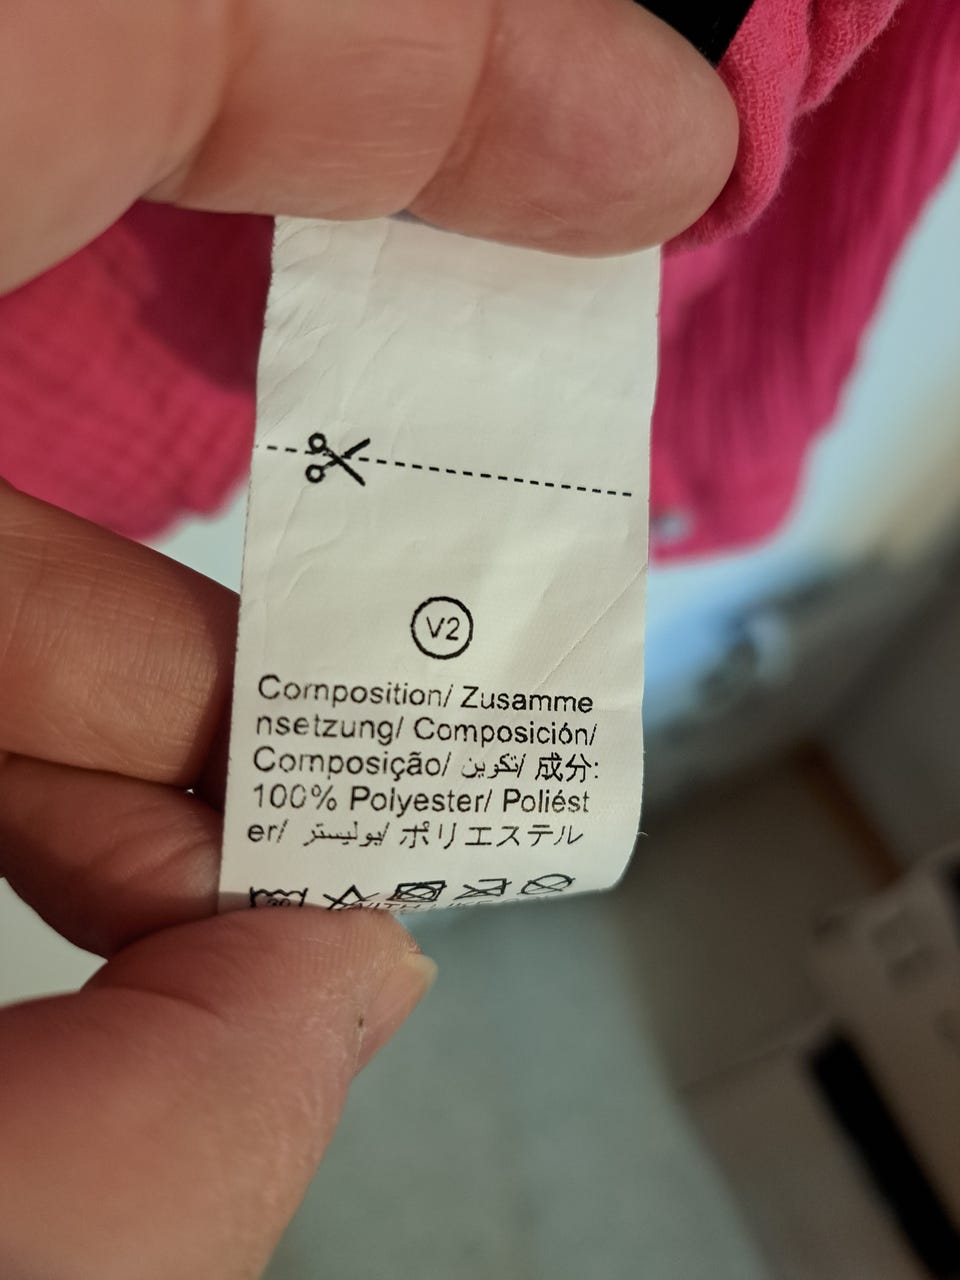 V2
Composition/ Zusamme
nsetzung/ Composición/
Composição/ تكوين/ 成分:
100% Polyester/ Poliést
er/ بوليستر/ ポリエステル